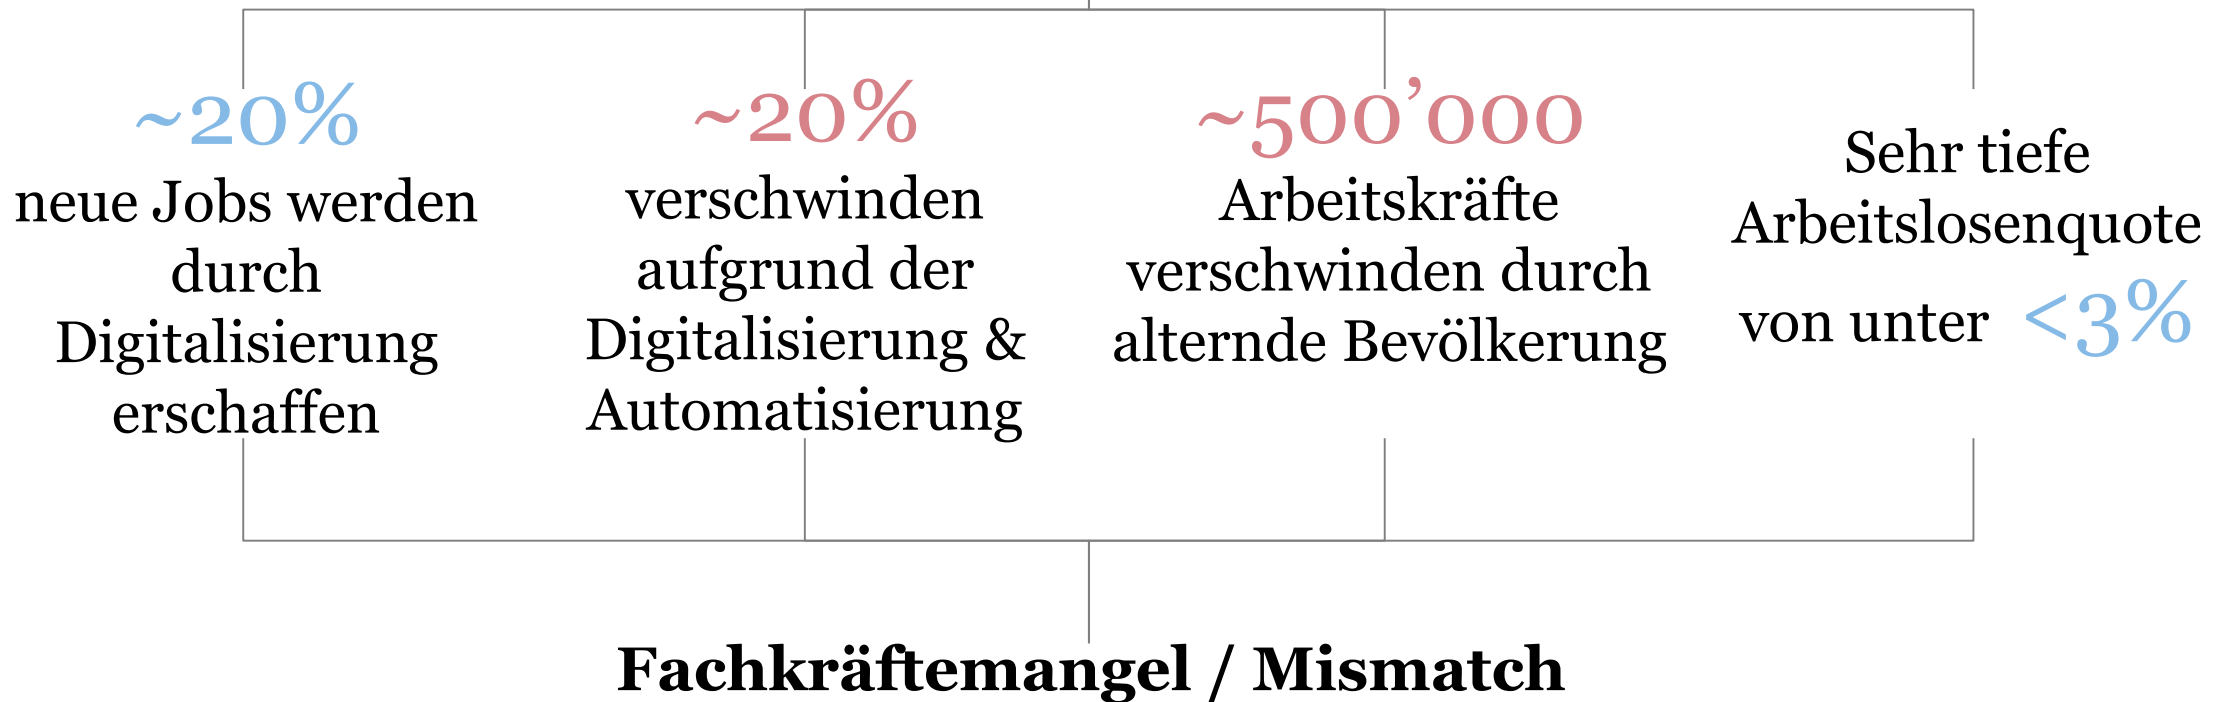 ~20%
neue Jobs werden
durch
Digitalisierung
erschaffen
~20%
verschwinden
aufgrund der
Digitalisierung &
Automatisierung
~500’000
Arbeitskräfte
verschwinden durch
alternde Bevölkerung
Sehr tiefe
Arbeitslosenquote
von unter <3%
Fachkräftemangel / Mismatch